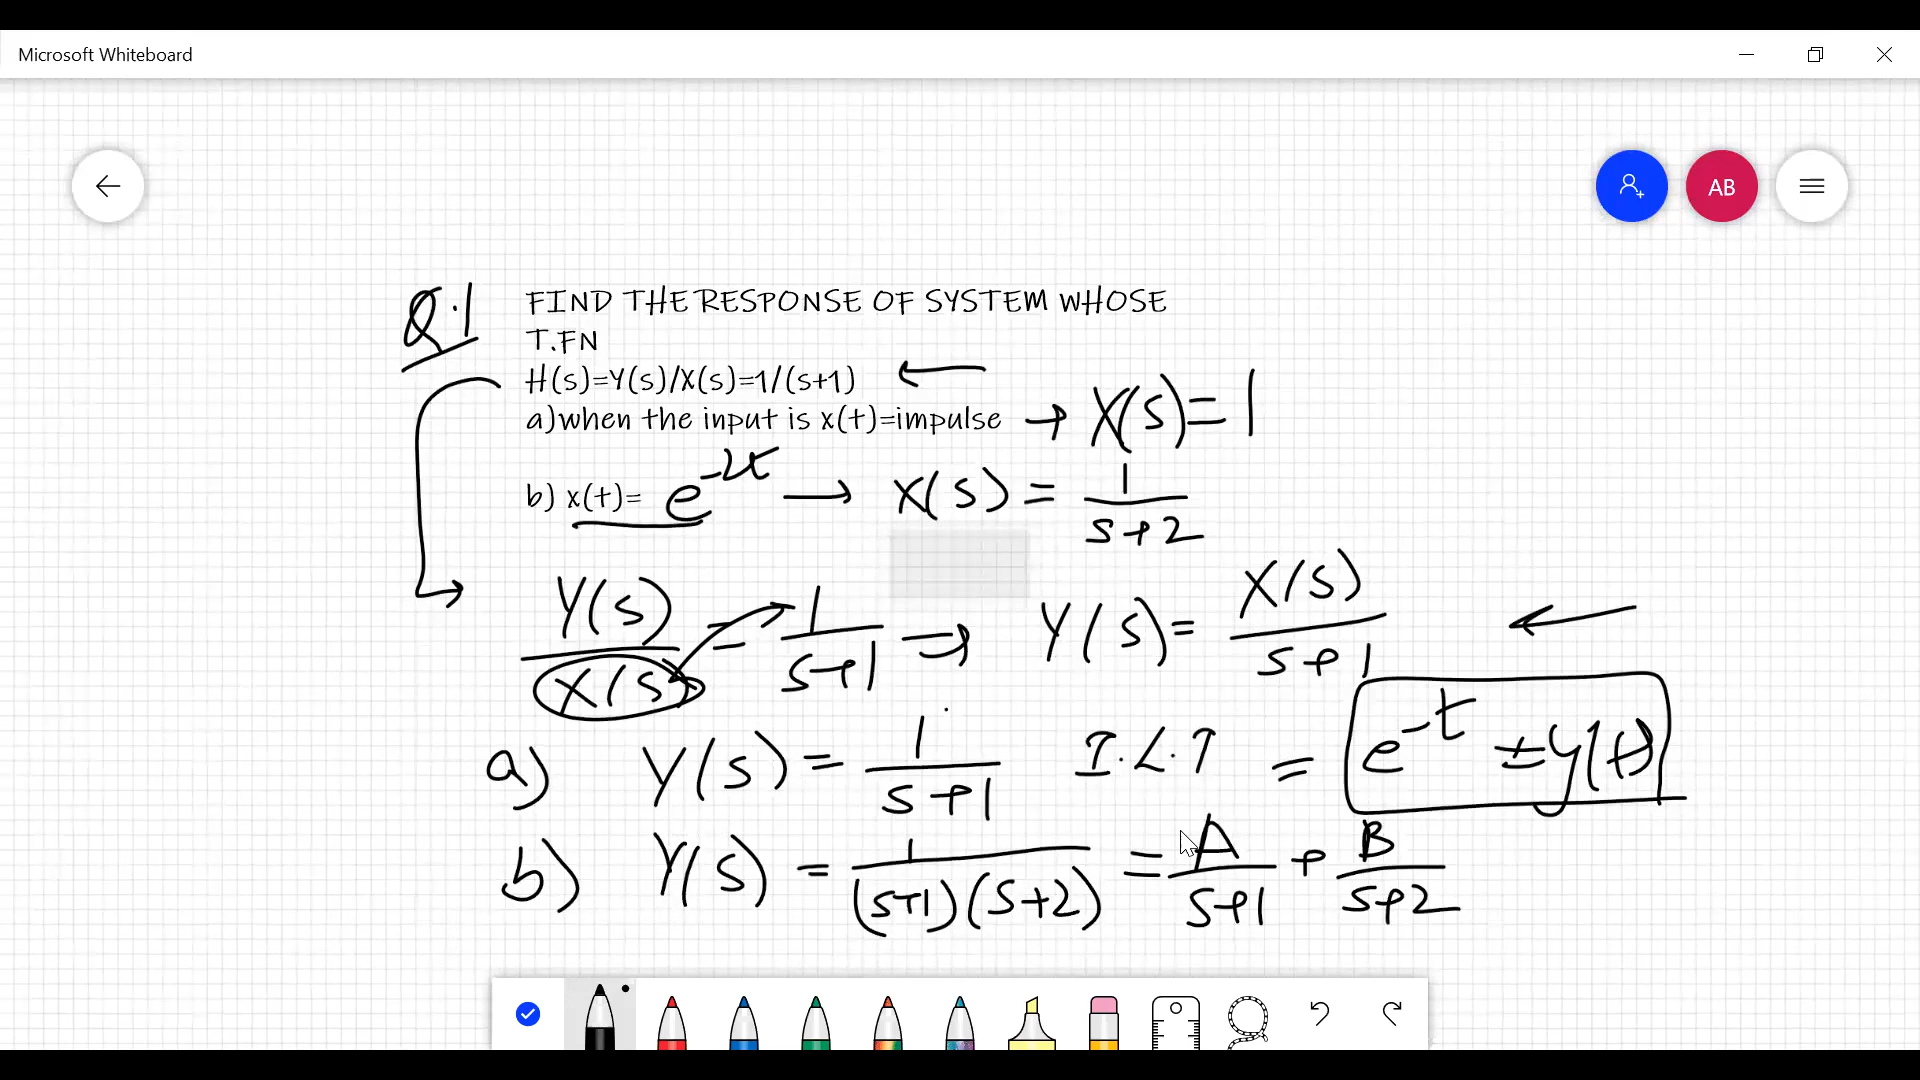 Microsoft Whiteboard
AB
Q.1 FIND THE RESPONSE OF SYSTEM WHOSE
T.FN
H(s)=Y(s)/X(s)=1/(s+1) ←
a)when the input is x(t)=impulse → X(s)=1
b) x(t)= e^-2t → X(s) = 1/(s+2)
Y(s)/X(s) = 1/(s+1) → Y(s) = X(s)/(s+1) ←
a) Y(s) = 1/(s+1) I.L.T = e^-t = y(t)
b) Y(s) = 1/((s+1)(s+2)) = A/(s+1) + B/(s+2)